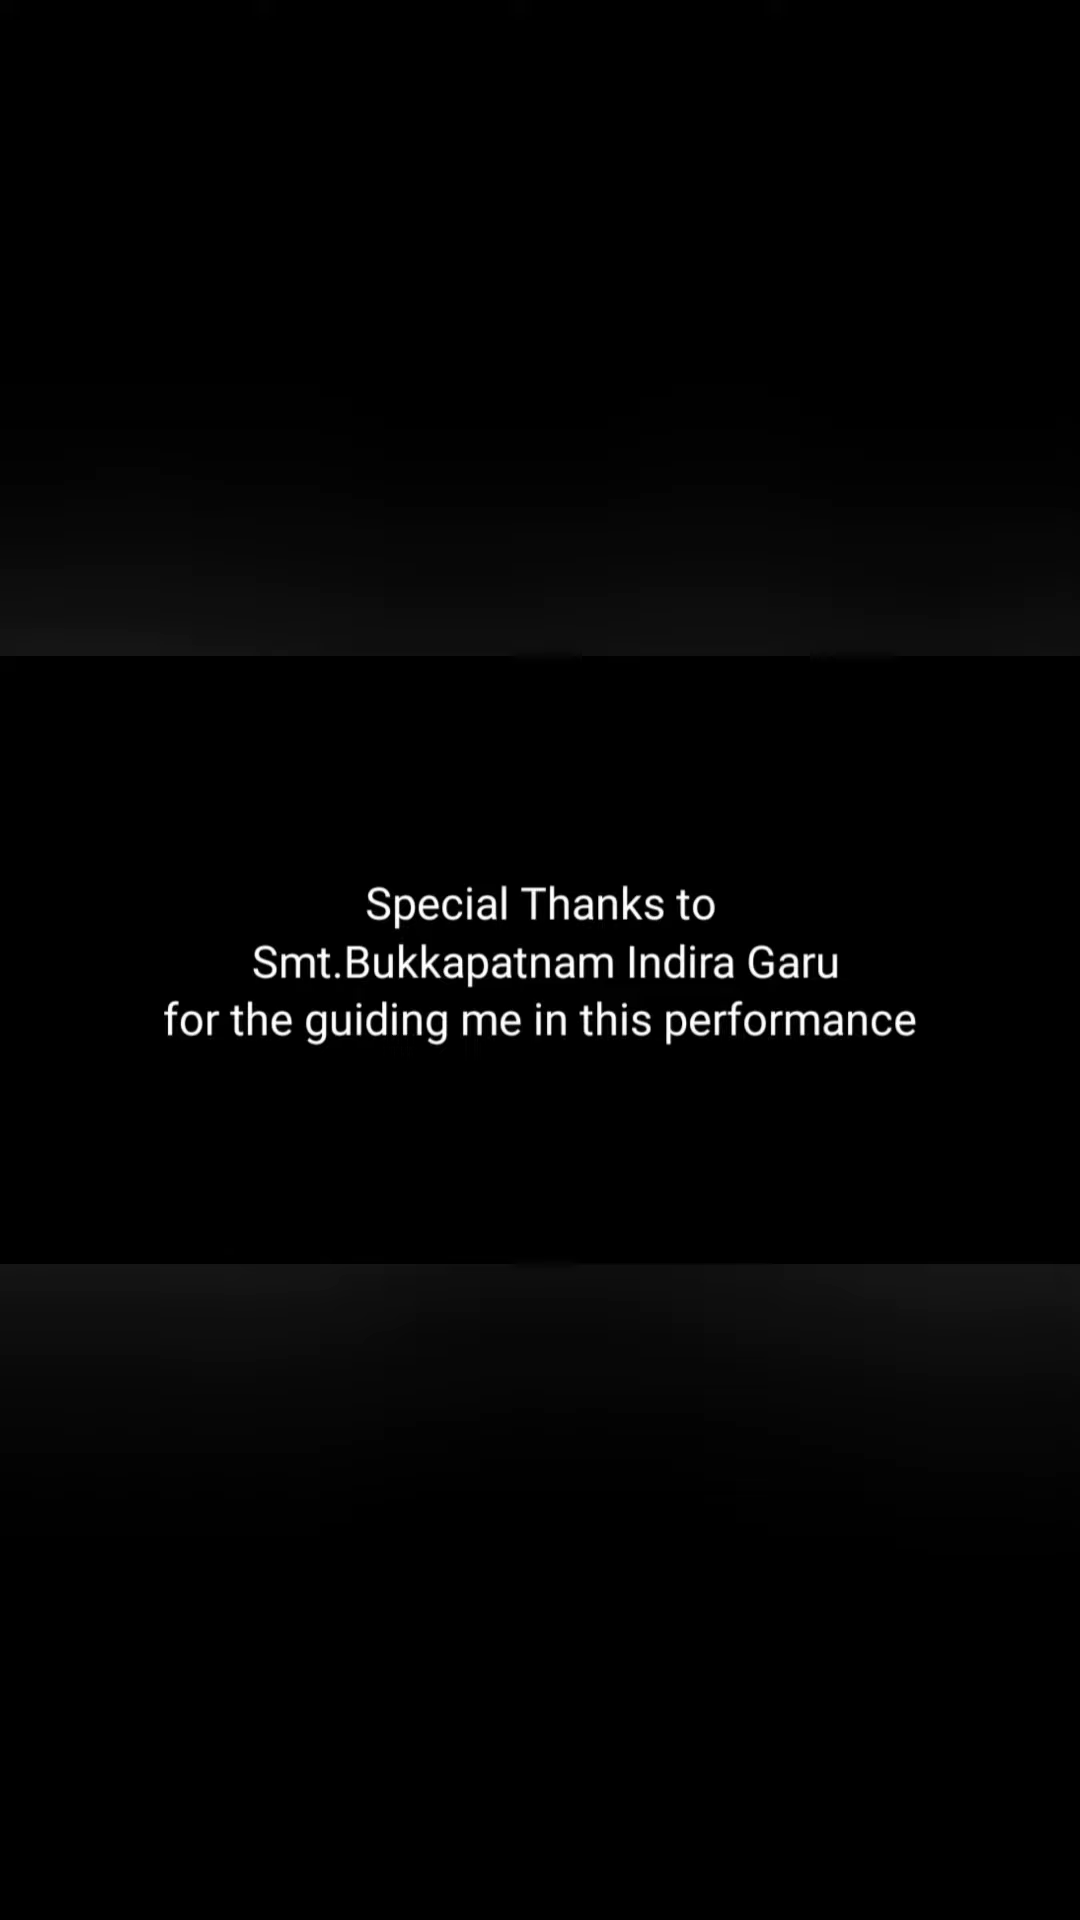 Special Thanks to
Smt.Bukkapatnam Indira Garu
for the guiding me in this performance